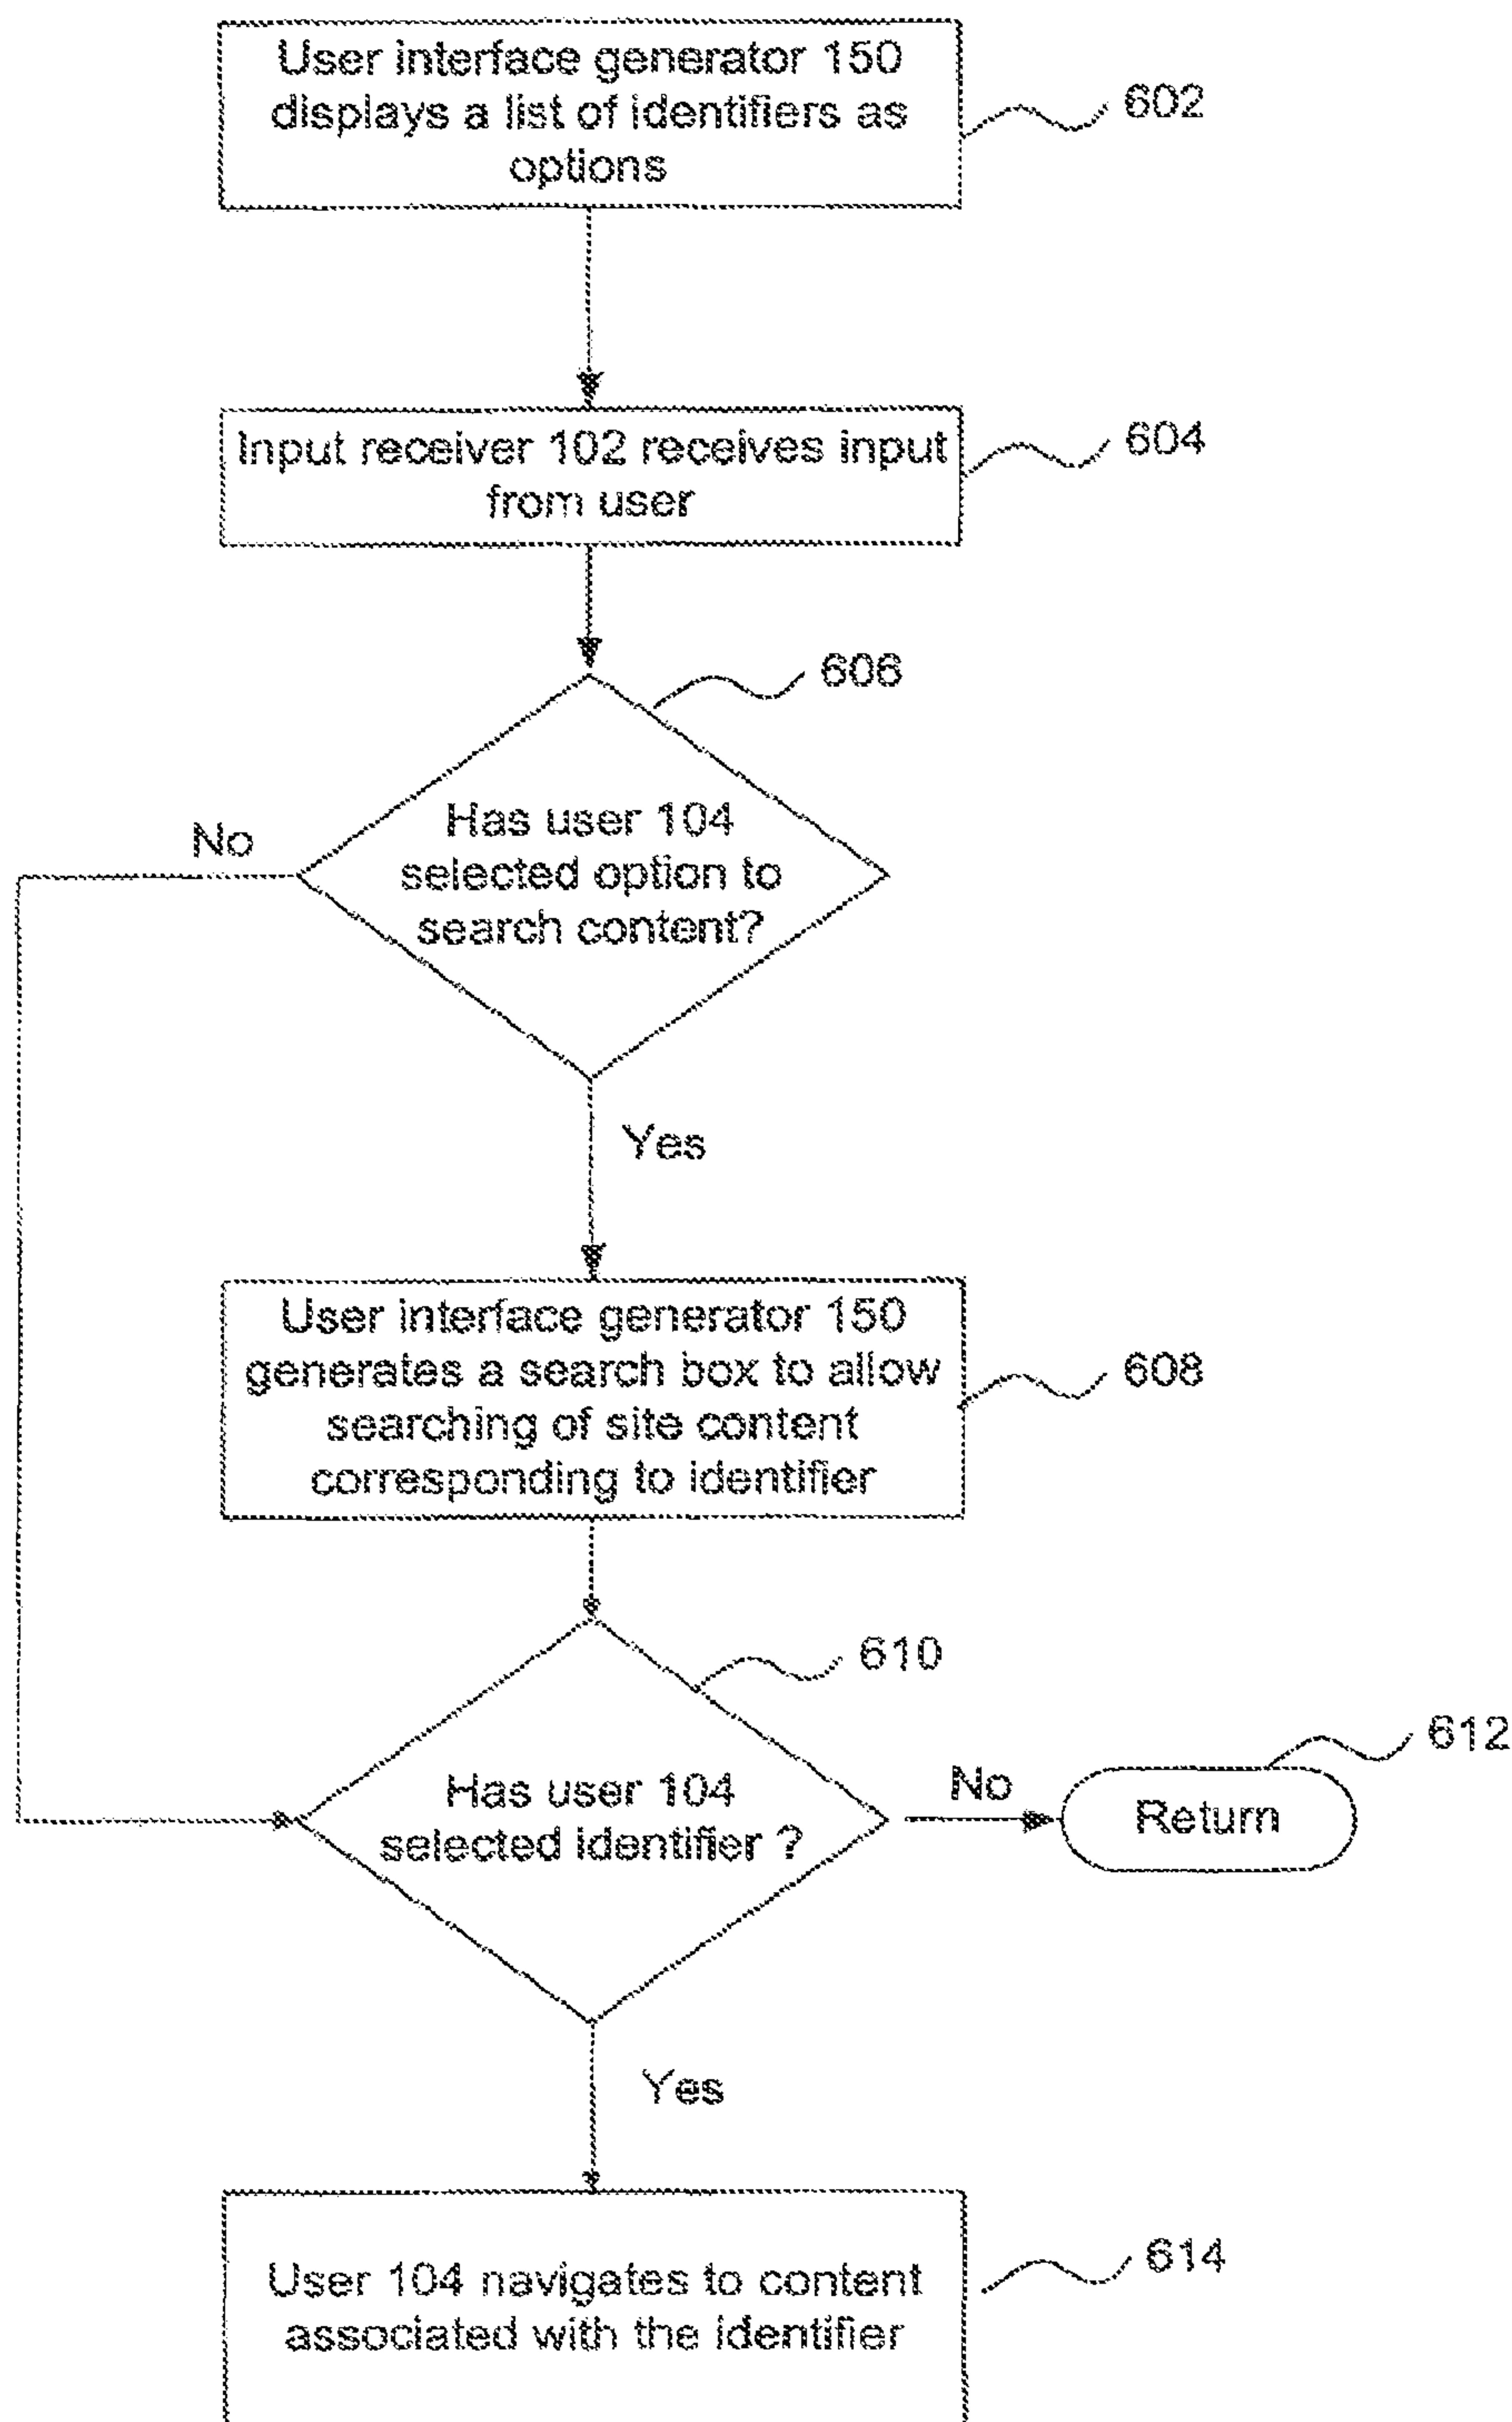 User interface generator 150
displays a list of identifiers as
options
602
Input receiver 102 receives input
from user
604
606
Has user 104
selected option to
search content?
No
Yes
User interface generator 150
generates a search box to allow
searching of site content
corresponding to identifier
608
610
Has user 104
selected identifier ?
No
612
Return
Yes
User 104 navigates to content
associated with the identifier
614